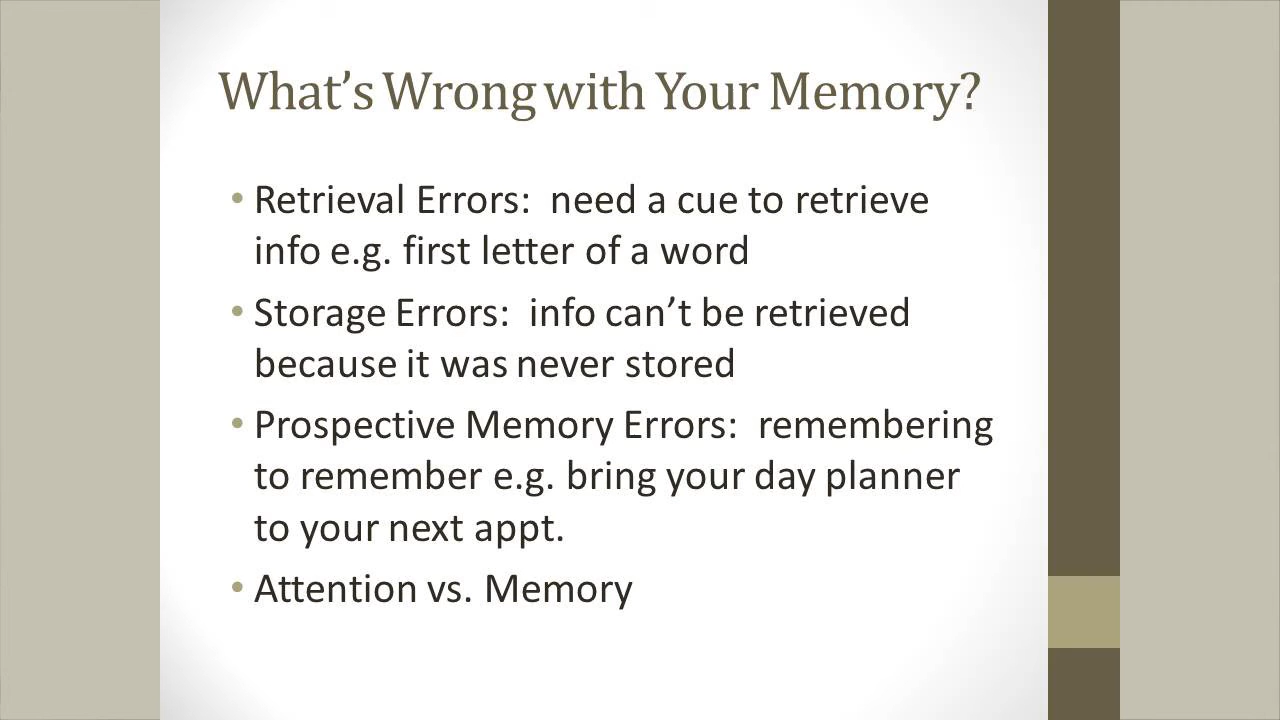 What’s Wrong with Your Memory?
• Retrieval Errors:  need a cue to retrieve
info e.g. first letter of a word
• Storage Errors:  info can’t be retrieved
because it was never stored
• Prospective Memory Errors:  remembering
to remember e.g. bring your day planner
to your next appt.
• Attention vs. Memory